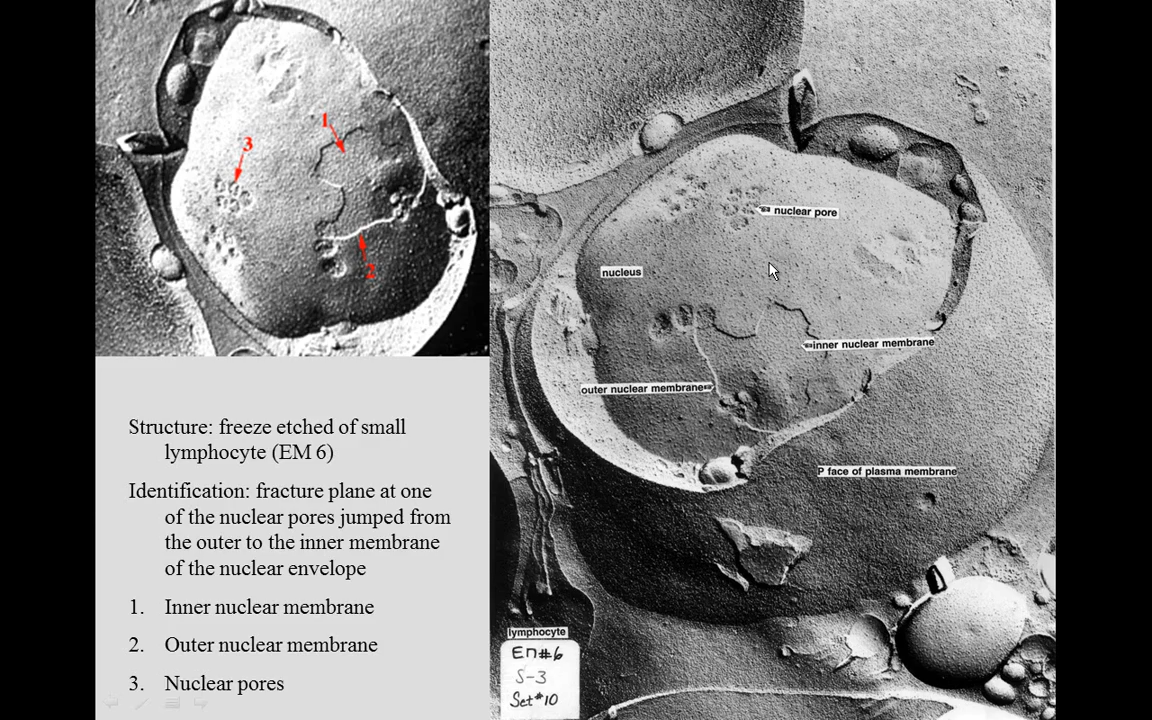 1
3
2
Structure: freeze etched of small
lymphocyte (EM 6)
Identification: fracture plane at one
of the nuclear pores jumped from
the outer to the inner membrane
of the nuclear envelope
1. Inner nuclear membrane
2. Outer nuclear membrane
3. Nuclear pores
nuclear pore
nucleus
inner nuclear membrane
outer nuclear membrane
P face of plasma membrane
lymphocyte
EM#6
S-3
Set#10